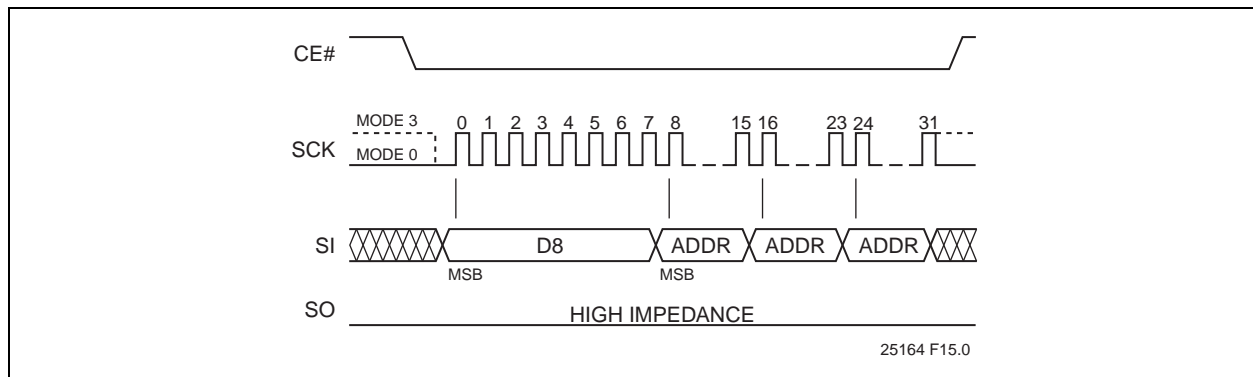 CE#
MODE 3
0 1 2 3 4 5 6 7 8 15 16 23 24 31
SCK
MODE 0
SI
D8 ADDR ADDR ADDR
MSB MSB
SO
HIGH IMPEDANCE
25164 F15.0